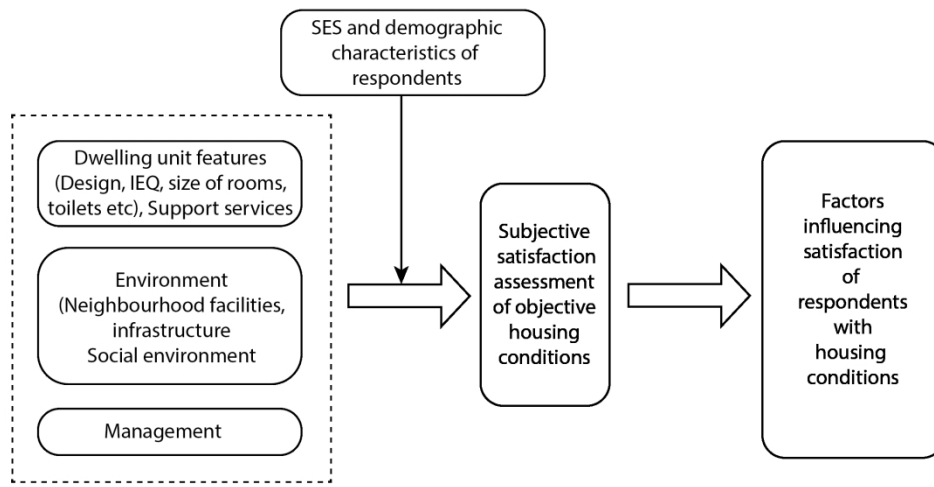 SES and demographic
characteristics of
respondents
Dwelling unit features
(Design, IEQ, size of rooms,
toilets etc), Support services
Environment
(Neighbourhood facilities,
infrastructure
Social environment
Management
Subjective
satisfaction
assessment
of objective
housing
conditions
Factors
influencing
satisfaction
of
respondents
with
housing
conditions